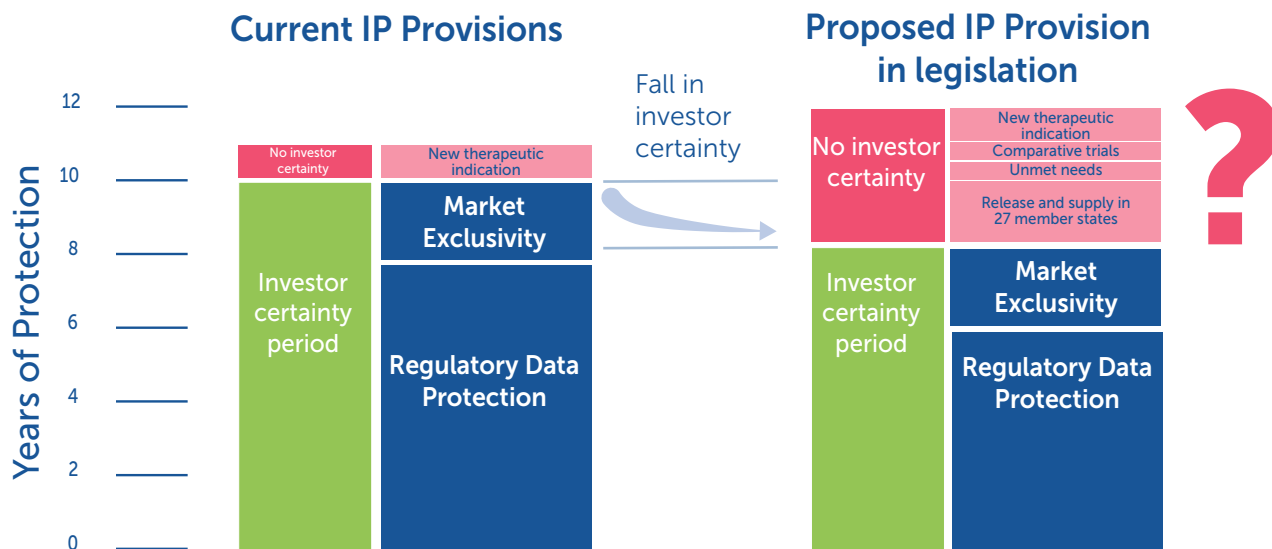 Current IP Provisions
Proposed IP Provision
in legislation
Years of Protection
12
10
8
6
4
2
0
No investor
certainty
New therapeutic
indication
Investor
certainty
period
Market
Exclusivity
Regulatory Data
Protection
Fall in
investor
certainty
No investor
certainty
New therapeutic
indication
Comparative trials
Unmet needs
Release and supply in
27 member states
Investor
certainty
period
Market
Exclusivity
Regulatory Data
Protection
?